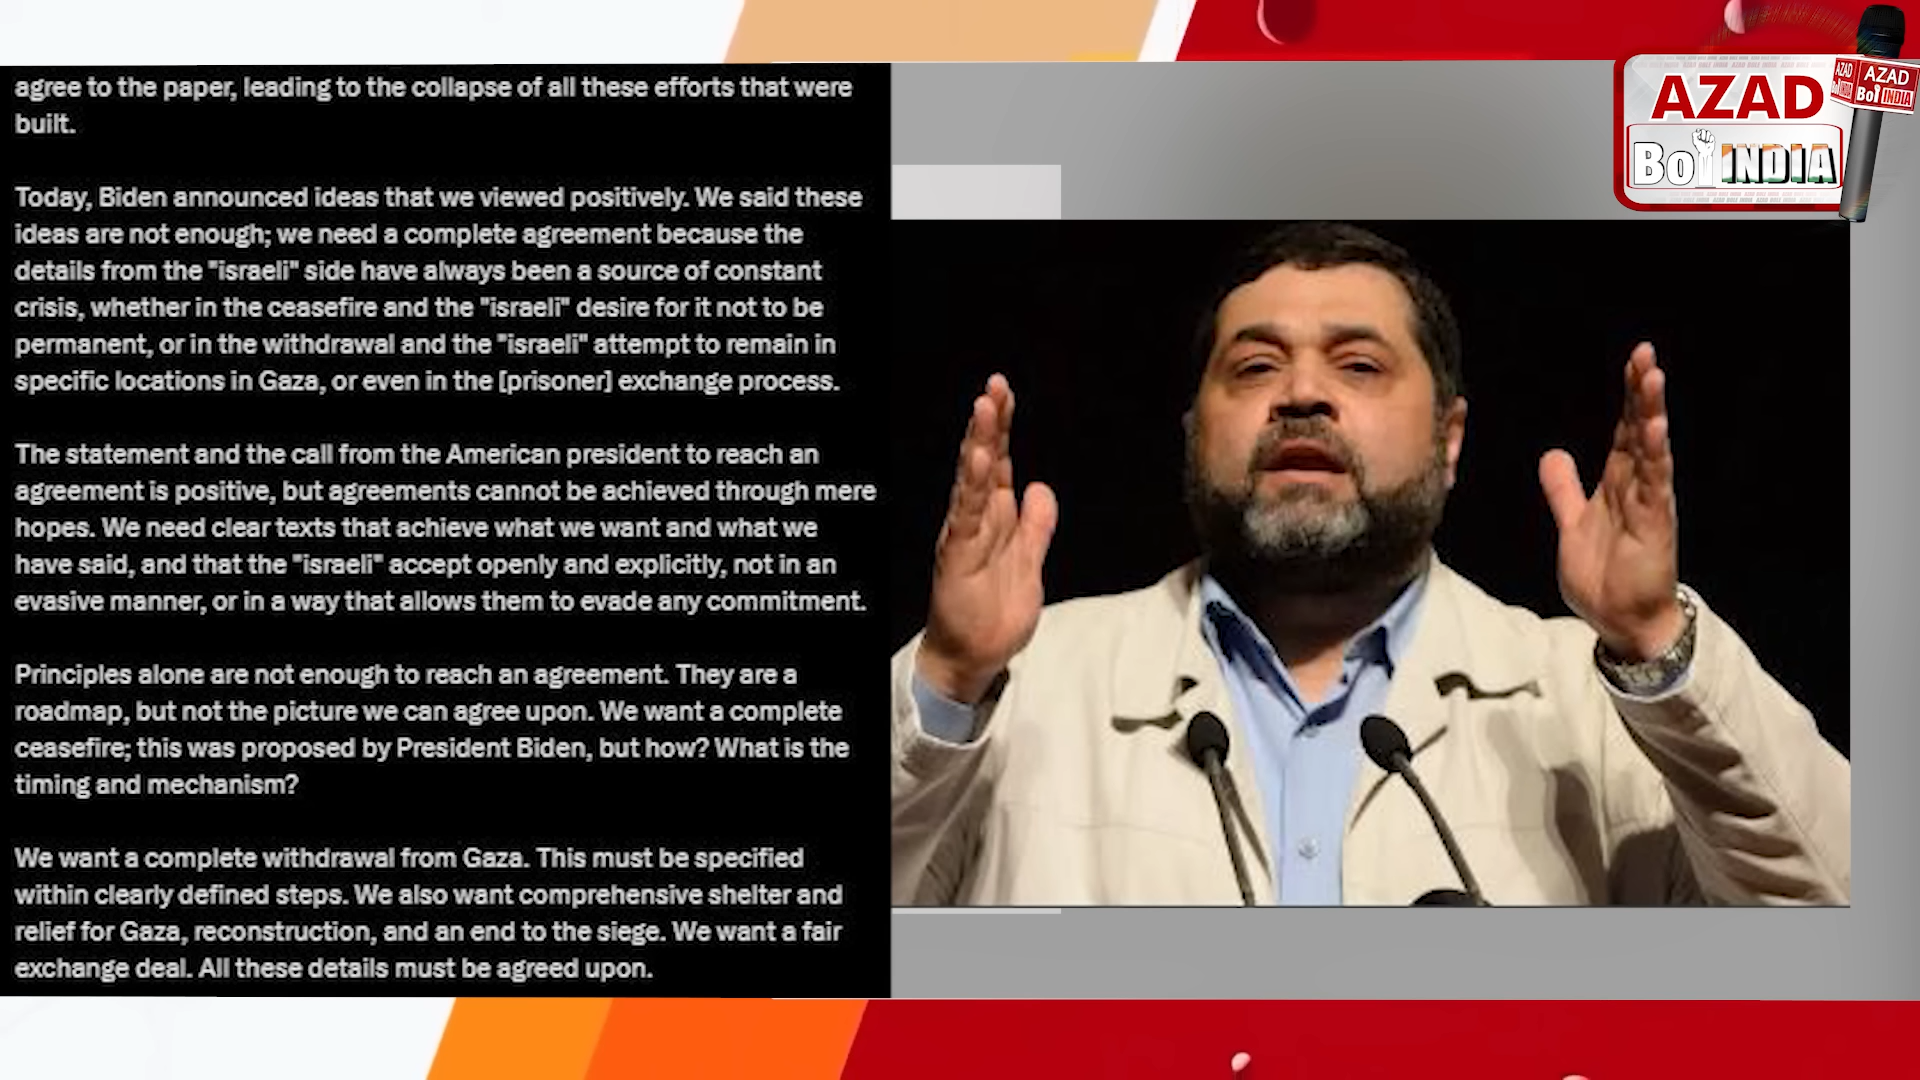 agree to the paper, leading to the collapse of all these efforts that were
built.
Today, Biden announced ideas that we viewed positively. We said these
ideas are not enough; we need a complete agreement because the
details from the "israeli" side have always been a source of constant
crisis, whether in the ceasefire and the "israeli" desire for it not to be
permanent, or in the withdrawal and the "israeli" attempt to remain in
specific locations in Gaza, or even in the [prisoner] exchange process.
The statement and the call from the American president to reach an
agreement is positive, but agreements cannot be achieved through mere
hopes. We need clear texts that achieve what we want and what we
have said, and that the "israeli" accept openly and explicitly, not in an
evasive manner, or in a way that allows them to evade any commitment.
Principles alone are not enough to reach an agreement. They are a
roadmap, but not the picture we can agree upon. We want a complete
ceasefire; this was proposed by President Biden, but how? What is the
timing and mechanism?
We want a complete withdrawal from Gaza. This must be specified
within clearly defined steps. We also want comprehensive shelter and
relief for Gaza, reconstruction, and an end to the siege. We want a fair
exchange deal. All these details must be agreed upon.
AZAD
Bol INDIA
AZAD
Bol INDIA
AZAD